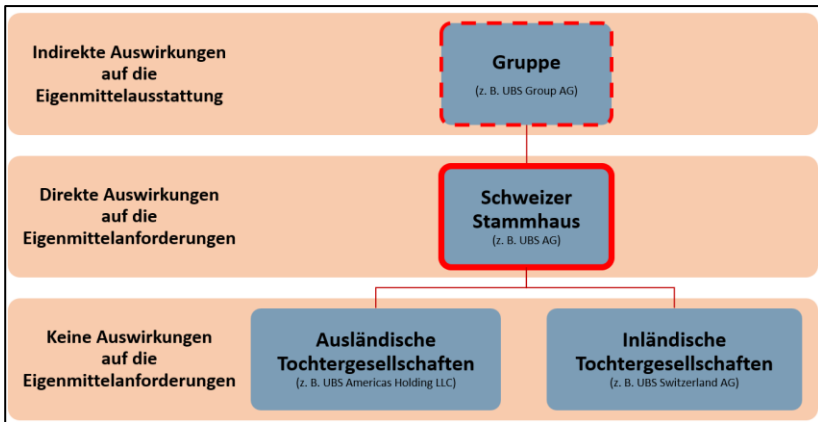 Indirekte Auswirkungen
auf die
Eigenmittelausstattung
Gruppe
(z. B. UBS Group AG)
Direkte Auswirkungen
auf die
Eigenmittelanforderungen
Schweizer
Stammhaus
(z. B. UBS AG)
Keine Auswirkungen
auf die
Eigenmittelanforderungen
Ausländische
Tochtergesellschaften
(z. B. UBS Americas Holding LLC)
Inländische
Tochtergesellschaften
(z. B. UBS Switzerland AG)